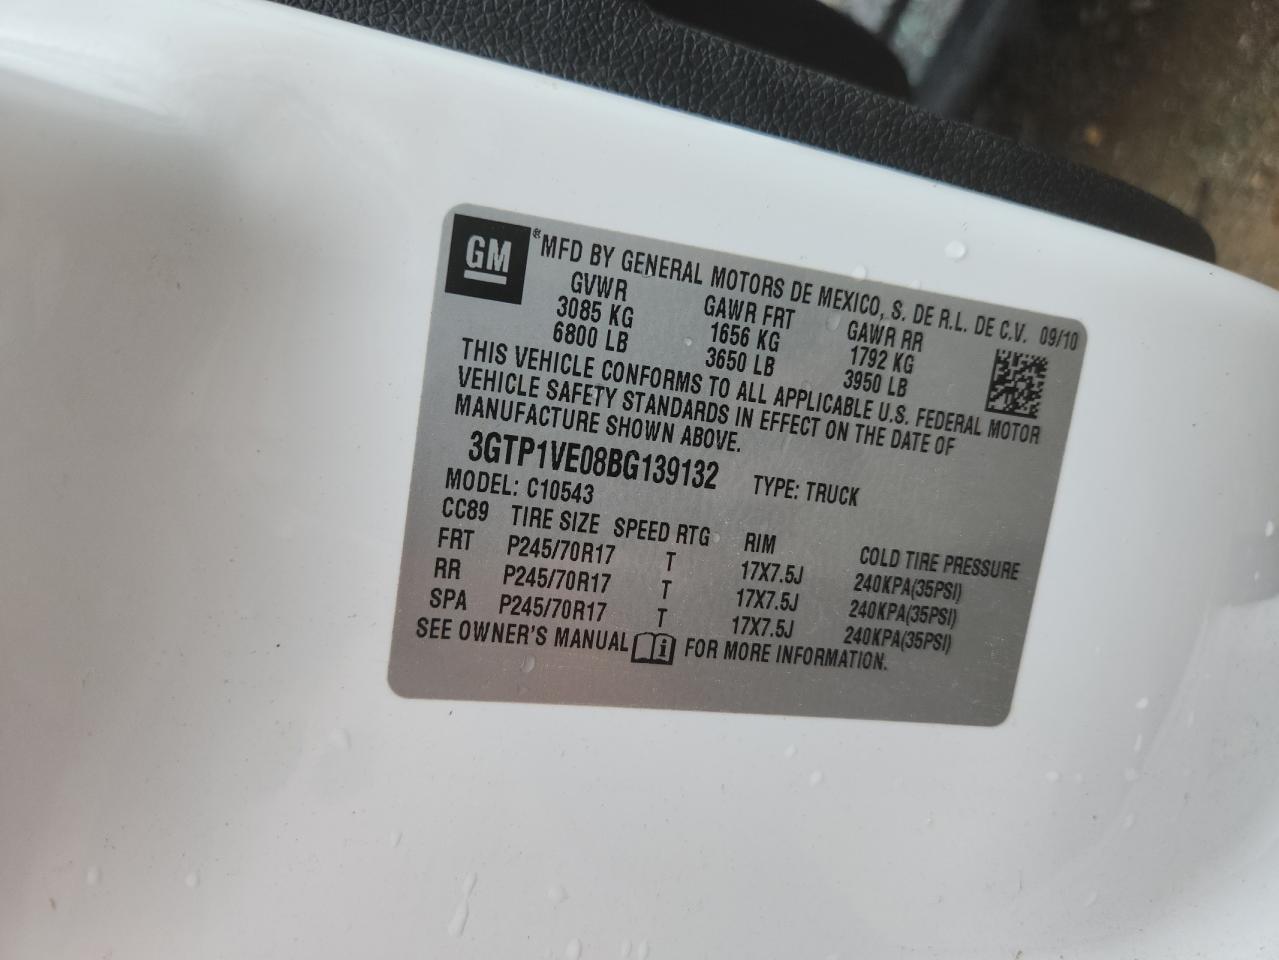 GM ® MFD BY GENERAL MOTORS DE MEXICO, S. DE R.L. DE C.V. 09/10
GVWR GAWR FRT GAWR RR
3085 KG 1656 KG 1792 KG
6800 LB 3650 LB 3950 LB
THIS VEHICLE CONFORMS TO ALL APPLICABLE U.S. FEDERAL MOTOR
VEHICLE SAFETY STANDARDS IN EFFECT ON THE DATE OF
MANUFACTURE SHOWN ABOVE.
3GTP1VE08BG139132 TYPE: TRUCK
MODEL: C10543
CC89 TIRE SIZE SPEED RTG RIM COLD TIRE PRESSURE
FRT P245/70R17 T 17X7.5J 240KPA(35PSI)
RR P245/70R17 T 17X7.5J 240KPA(35PSI)
SPA P245/70R17 T 17X7.5J 240KPA(35PSI)
SEE OWNER'S MANUAL i FOR MORE INFORMATION.